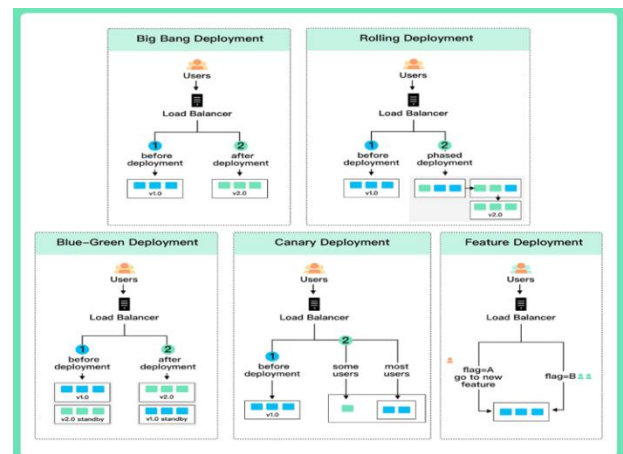 Big Bang Deployment
Users
Load Balancer
1
2
before
deployment
after
deployment
v1.0
v2.0
Rolling Deployment
Users
Load Balancer
1
2
before
deployment
phased
deployment
v1.0
v2.0
Blue-Green Deployment
Users
Load Balancer
1
2
before
deployment
after
deployment
v1.0
v2.0
v2.0 standby
v1.0 standby
Canary Deployment
Users
Load Balancer
2
1
before
deployment
some
users
most
users
v1.0
Feature Deployment
Users
Load Balancer
flag=A
go to new
feature
flag=B